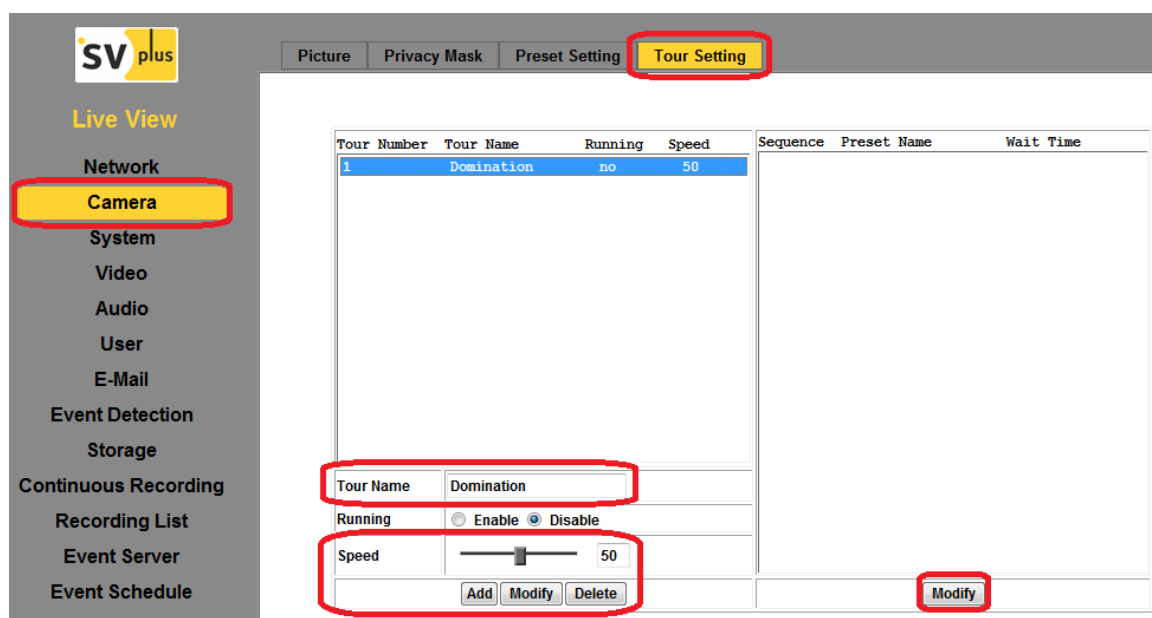 SV plus
Picture Privacy Mask Preset Setting Tour Setting
Live View
Network
Camera
System
Video
Audio
User
E-Mail
Event Detection
Storage
Continuous Recording
Recording List
Event Server
Event Schedule
Tour Number Tour Name Running Speed
1 Domination no 50
Tour Name Domination
Running Enable Disable
Speed 50
Add Modify Delete
Sequence Preset Name Wait Time
Modify